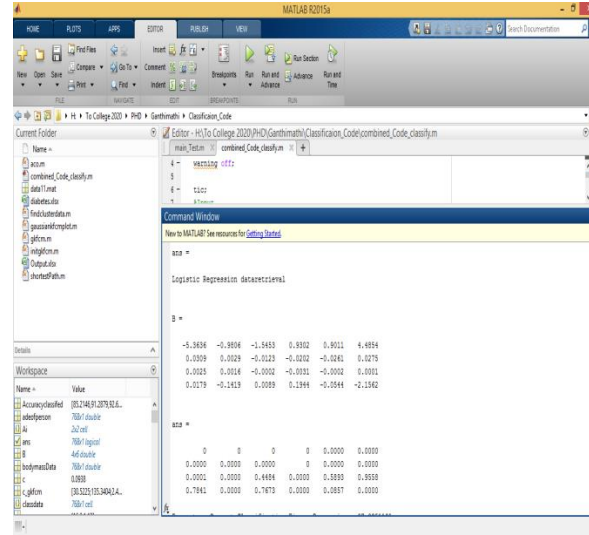 MATLAB R2015a
HOME PLOTS APPS EDITOR PUBLISH VIEW
Search Documentation
Find Files
Compare
Print
Insert
Comment
Indent
Go To
Find
New Open Save
Breakpoints Run Run and Advance
Run Section
Advance
Run and Time
FILE NAVIGATE EDIT BREAKPOINTS RUN
H: To College 2020 PHD Ganthimathi Classificaion_Code
Current Folder
Name
aco.m
combined_Code_classify.m
data11.mat
diabetes.xlsx
findclusterdata.m
gaussiankfcmplot.m
gkfcm.m
initgkfcm.m
Output.xlsx
shortestPath.m
Details
Workspace
Name Value
Accuracyclassified [85.2146,91.2879,92.6...
adeofperson 768x1 double
Ai 2x2 cell
ans 768x1 logical
B 4x6 double
bodymassData 768x1 double
c 0.0938
c_gkfcm [30.5225;135.3404;2.4...
classdata 768x1 cell
Editor - H:\To College 2020\PHD\Ganthimathi\Classificaion_Code\combined_Code_classify.m
main_Test.m combined_Code_classify.m
4 - warning off;
5
6 - tic;
7 %Input
Command Window
New to MATLAB? See resources for Getting Started.
ans =
Logistic Regression dataretrieval
B =
-5.3636 -0.9806 -1.5453 0.9302 0.9011 4.4854
0.0309 0.0029 -0.0123 -0.0202 -0.0261 0.0275
0.0025 0.0016 -0.0002 -0.0031 -0.0002 0.0001
0.0179 -0.1419 0.0089 0.1944 -0.0544 -2.1562
ans =
0 0 0 0 0.0000 0.0000
0.0000 0.0000 0.0000 0 0.0000 0.0000
0.0001 0.0000 0.4484 0.0000 0.5893 0.9558
0.7841 0.0000 0.7673 0.0000 0.0857 0.0000
fx